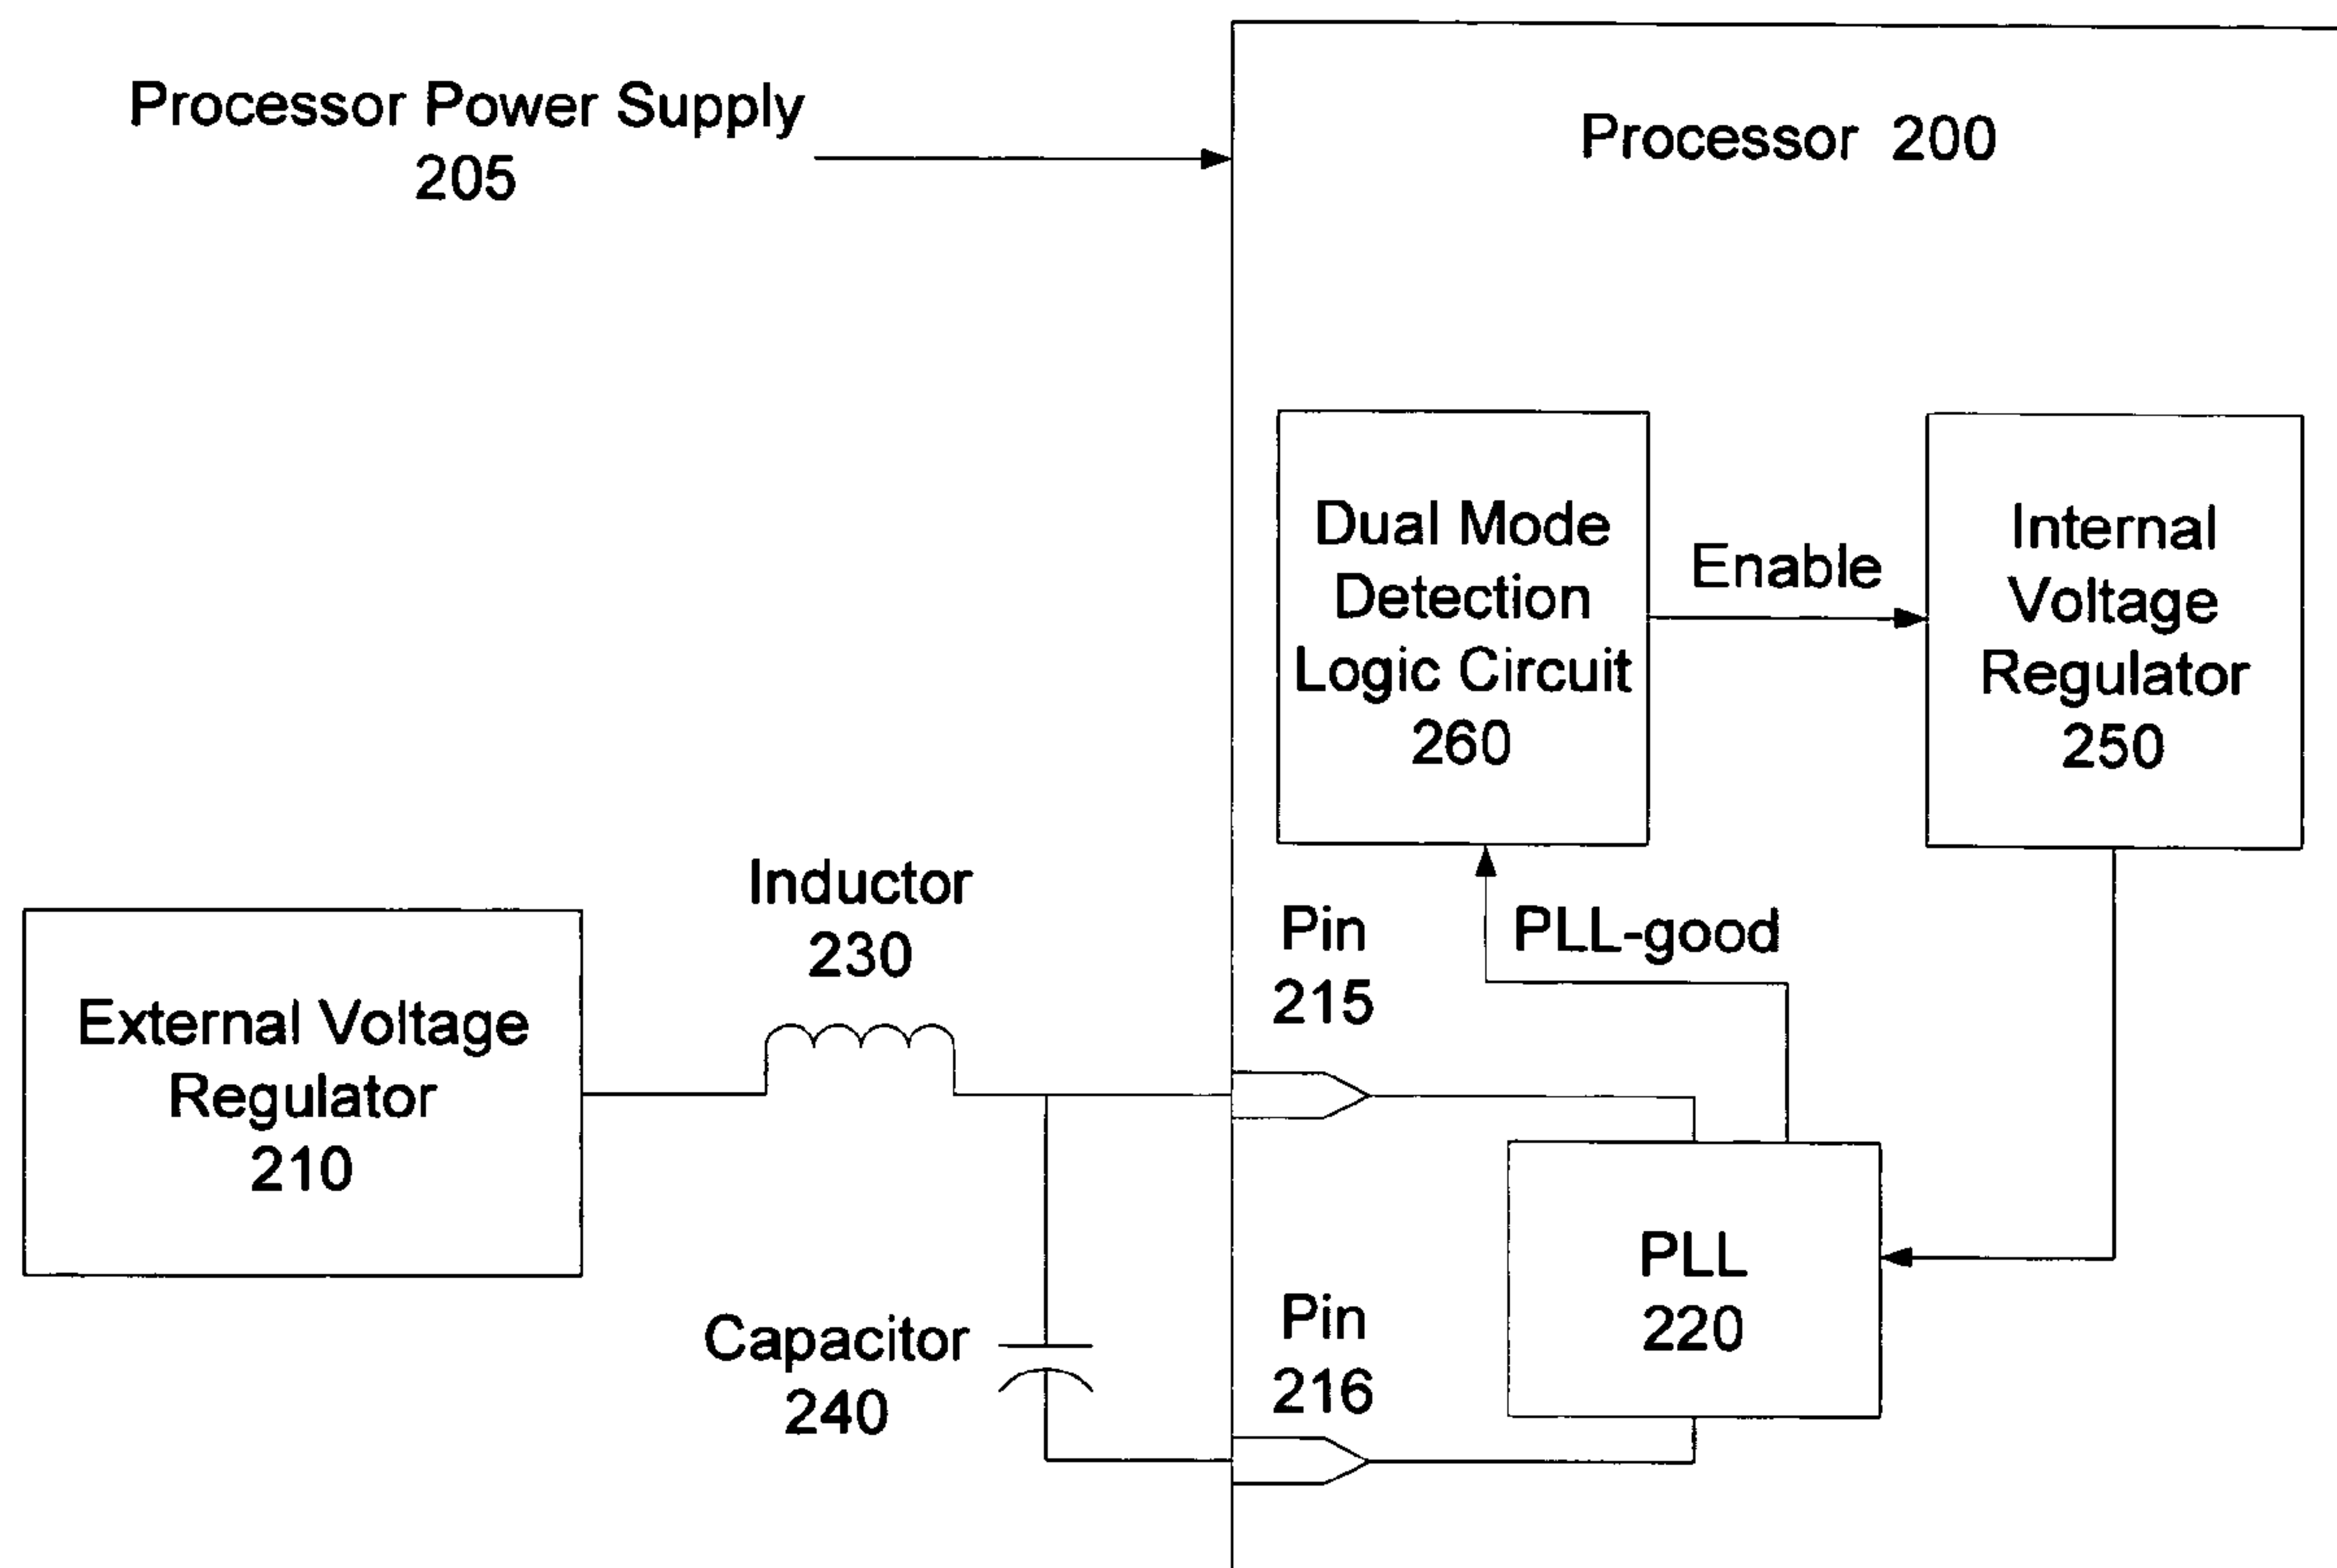 Processor Power Supply
205
Processor 200
Dual Mode
Detection
Logic Circuit
260
Enable
Internal
Voltage
Regulator
250
Inductor
230
Pin
215
PLL-good
External Voltage
Regulator
210
Capacitor
240
Pin
216
PLL
220